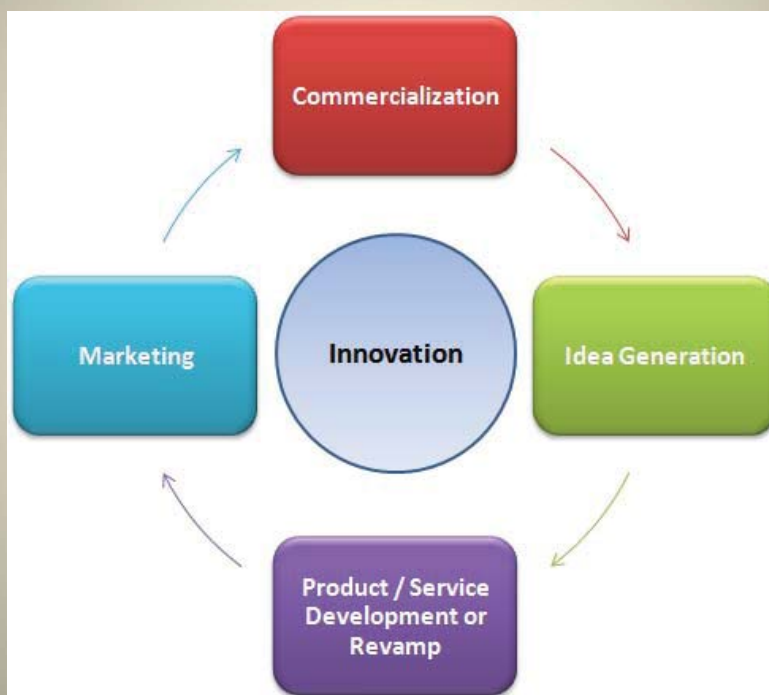 Commercialization
Marketing
Innovation
Idea Generation
Product / Service
Development or
Revamp